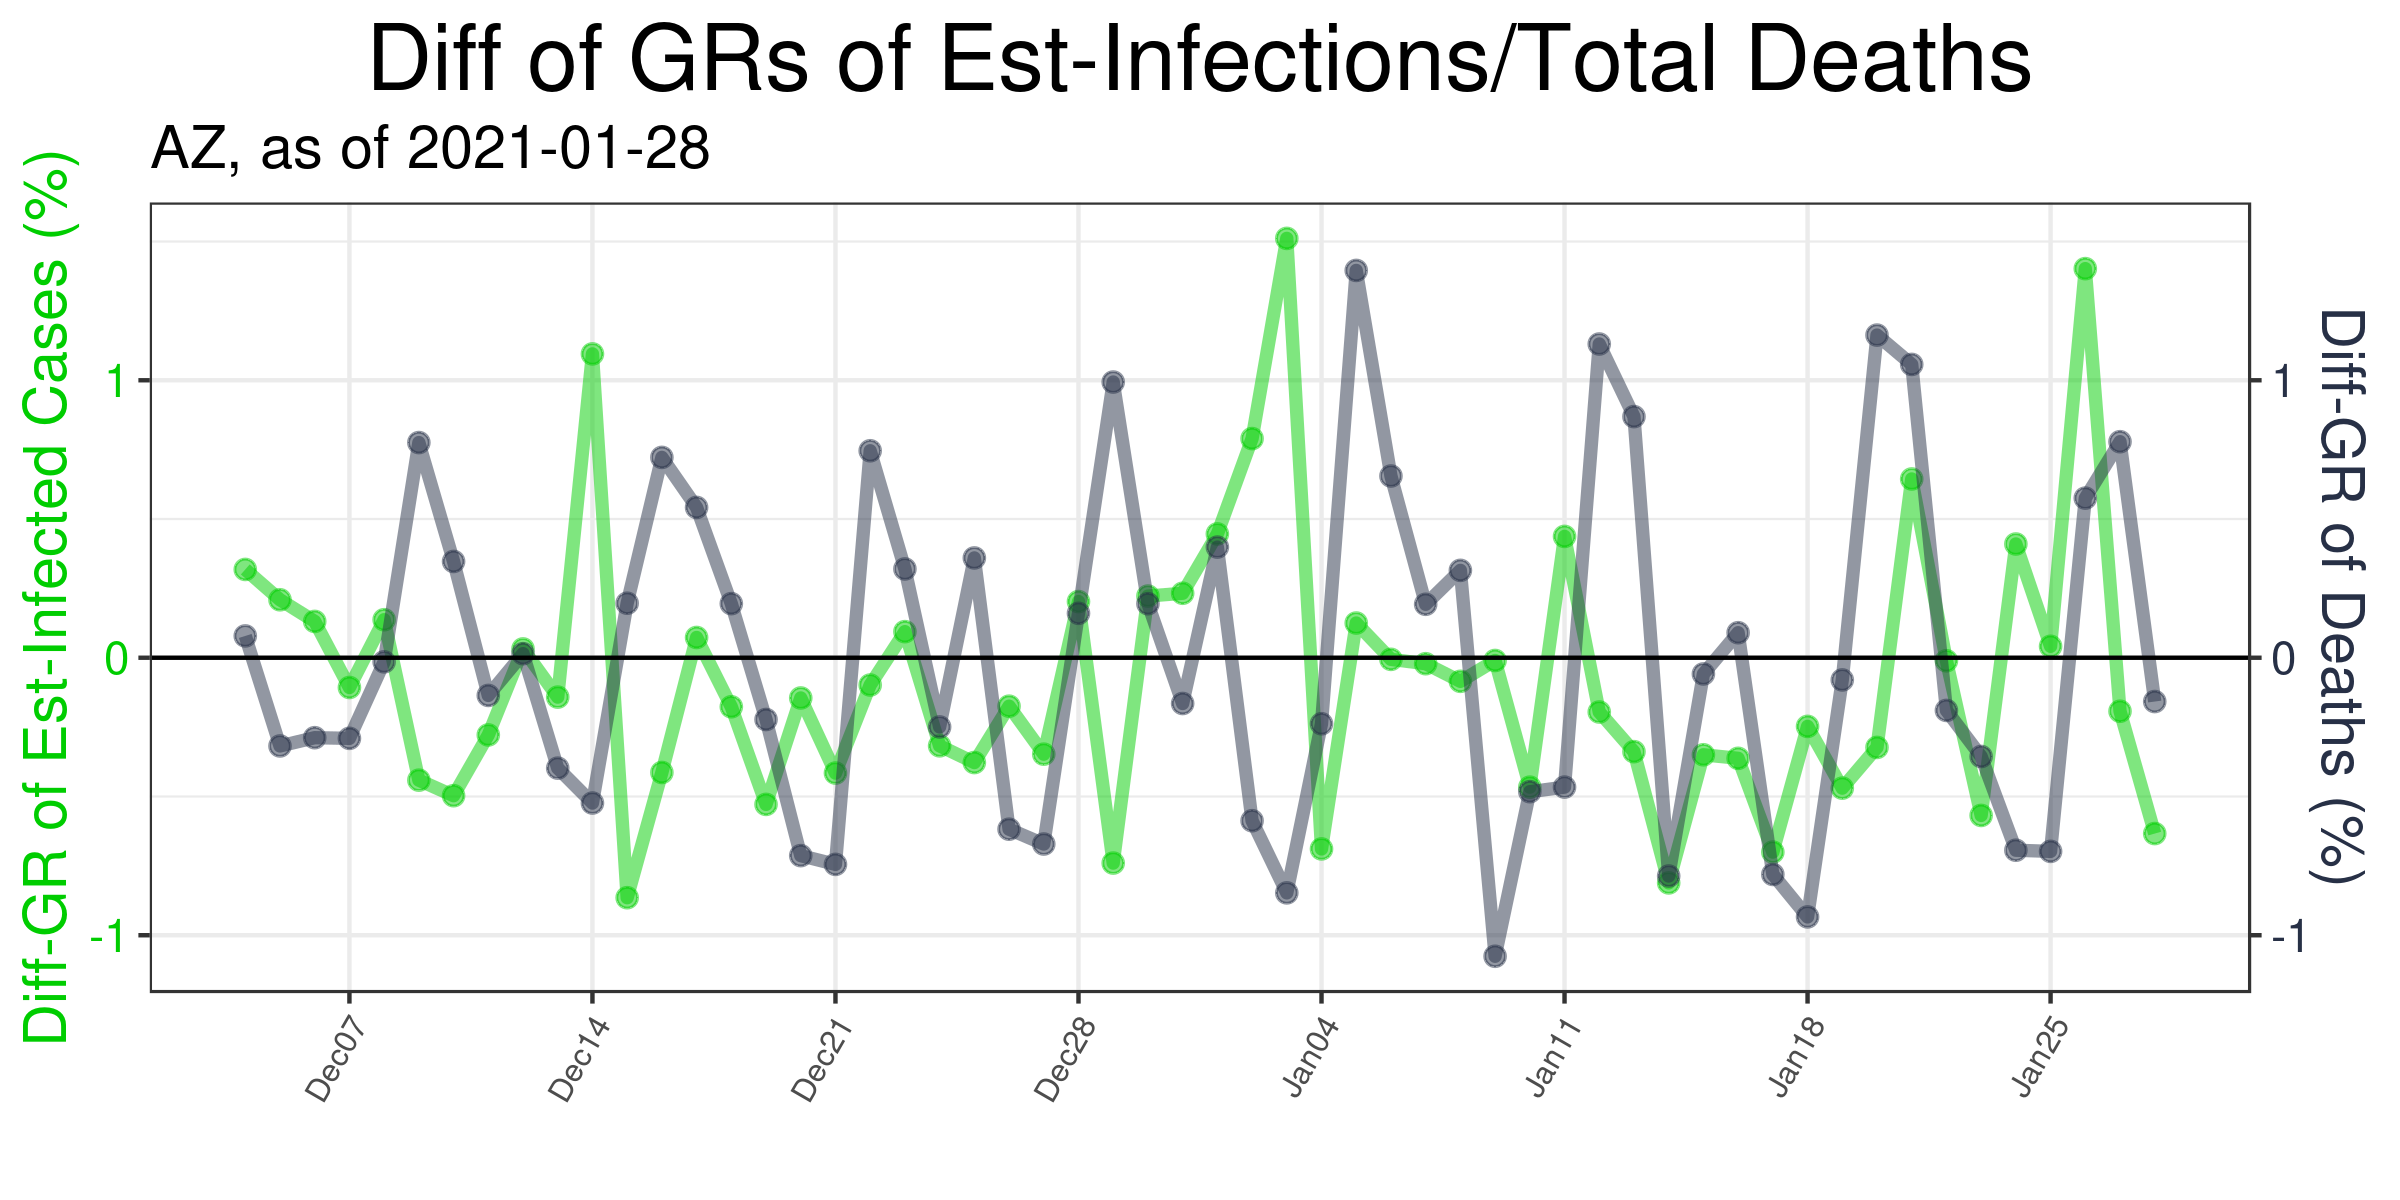 Diff of GRs of Est-Infections/Total Deaths
AZ, as of 2021-01-28
Diff-GR of Est-Infected Cases (%)
1
0
-1
1
0
-1
Diff-GR of Deaths (%)
Dec07
Dec14
Dec21
Dec28
Jan04
Jan11
Jan18
Jan25